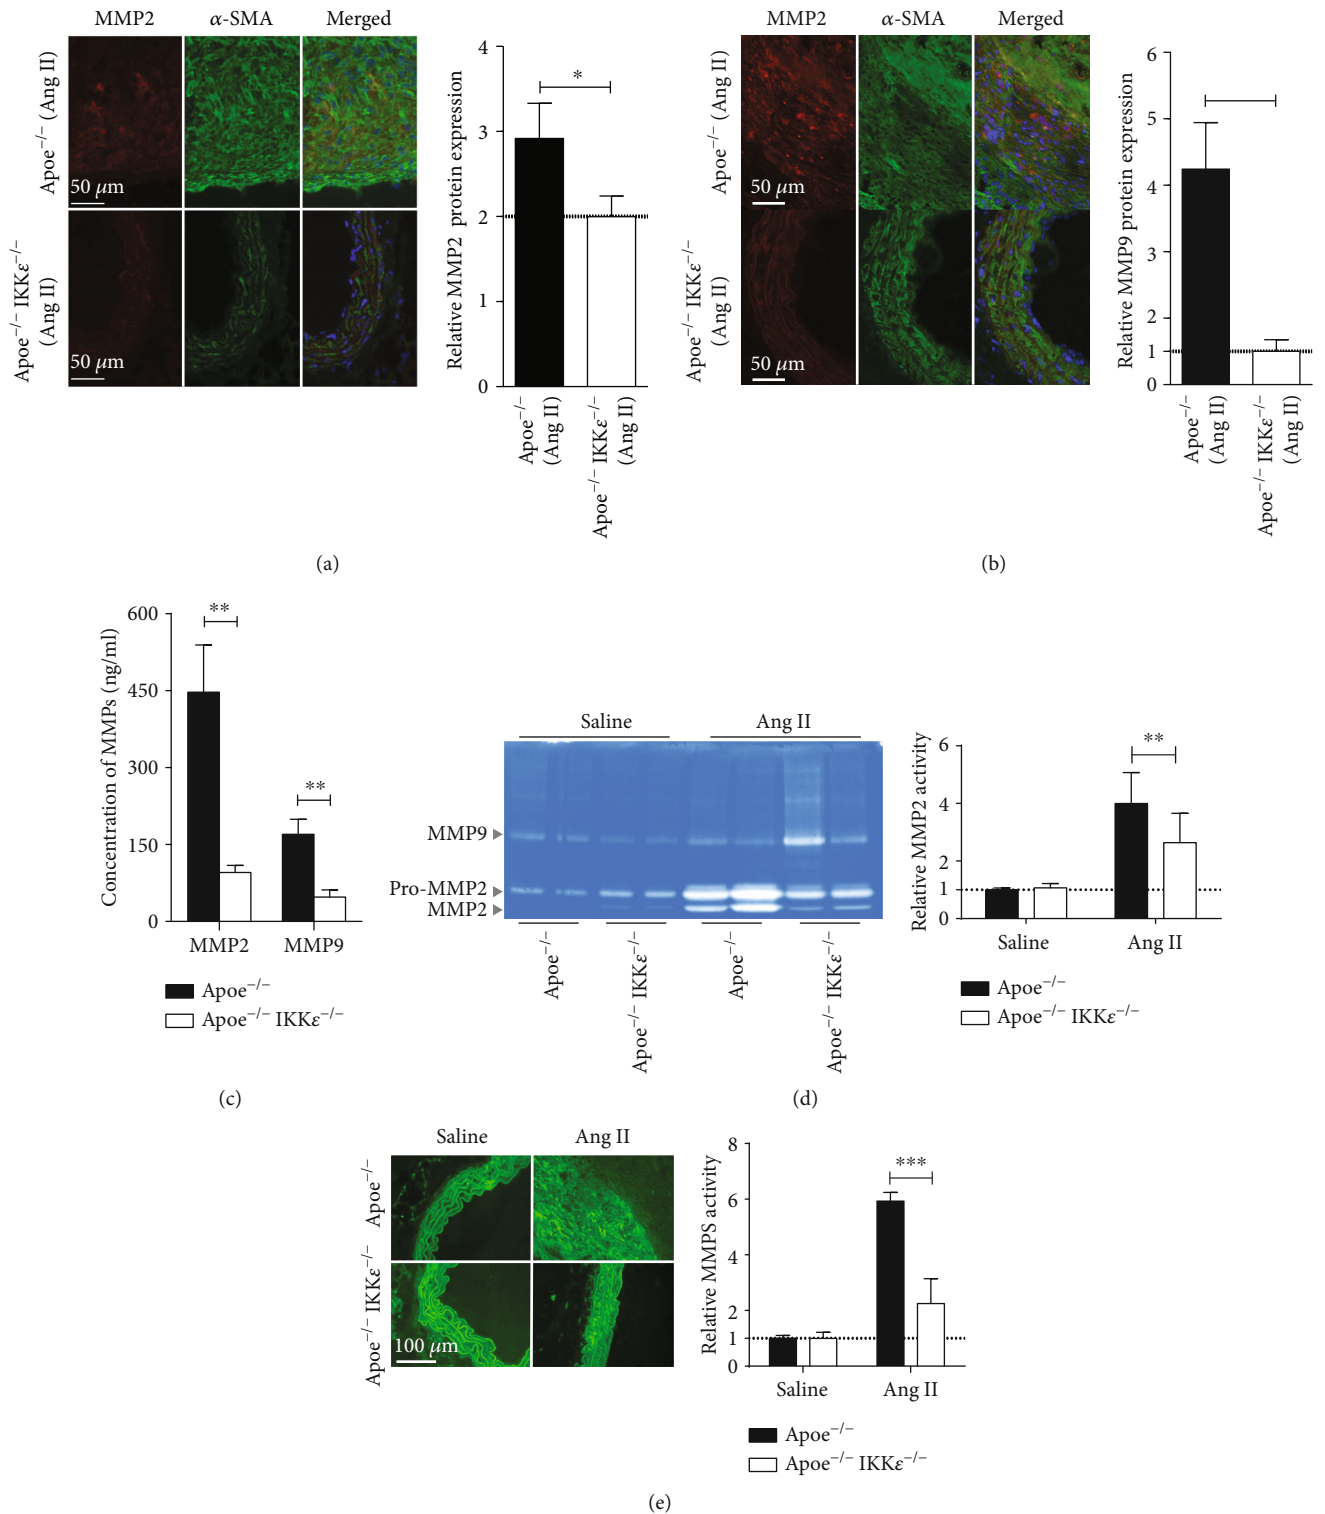 MMP2 α-SMA Merged
Apoe−/− (Ang II)
50 μm
Apoe−/− IKKε−/−
(Ang II)
50 μm
Relative MMP2 protein expression
4
3
2
1
0
*
Apoe−/−
(Ang II)
Apoe−/− IKKε−/−
(Ang II)
(a)
MMP2 α-SMA Merged
Apoe−/− (Ang II)
50 μm
Apoe−/− IKKε−/−
(Ang II)
50 μm
Relative MMP9 protein expression
6
5
4
3
2
1
0
Apoe−/−
(Ang II)
Apoe−/− IKKε−/−
(Ang II)
(b)
Concentration of MMPs (ng/ml)
600
450
300
150
0
**
**
MMP2 MMP9
Apoe−/−
Apoe−/− IKKε−/−
(c)
Saline Ang II
MMP9
Pro-MMP2
MMP2
Apoe−/−
Apoe−/− IKKε−/−
Apoe−/−
Apoe−/− IKKε−/−
Relative MMP2 activity
6
4
2
1
0
**
Saline Ang II
Apoe−/−
Apoe−/− IKKε−/−
(d)
Saline Ang II
Apoe−/−
Apoe−/− IKKε−/−
100 μm
Relative MMPS activity
8
6
4
2
1
0
***
Saline Ang II
Apoe−/−
Apoe−/− IKKε−/−
(e)